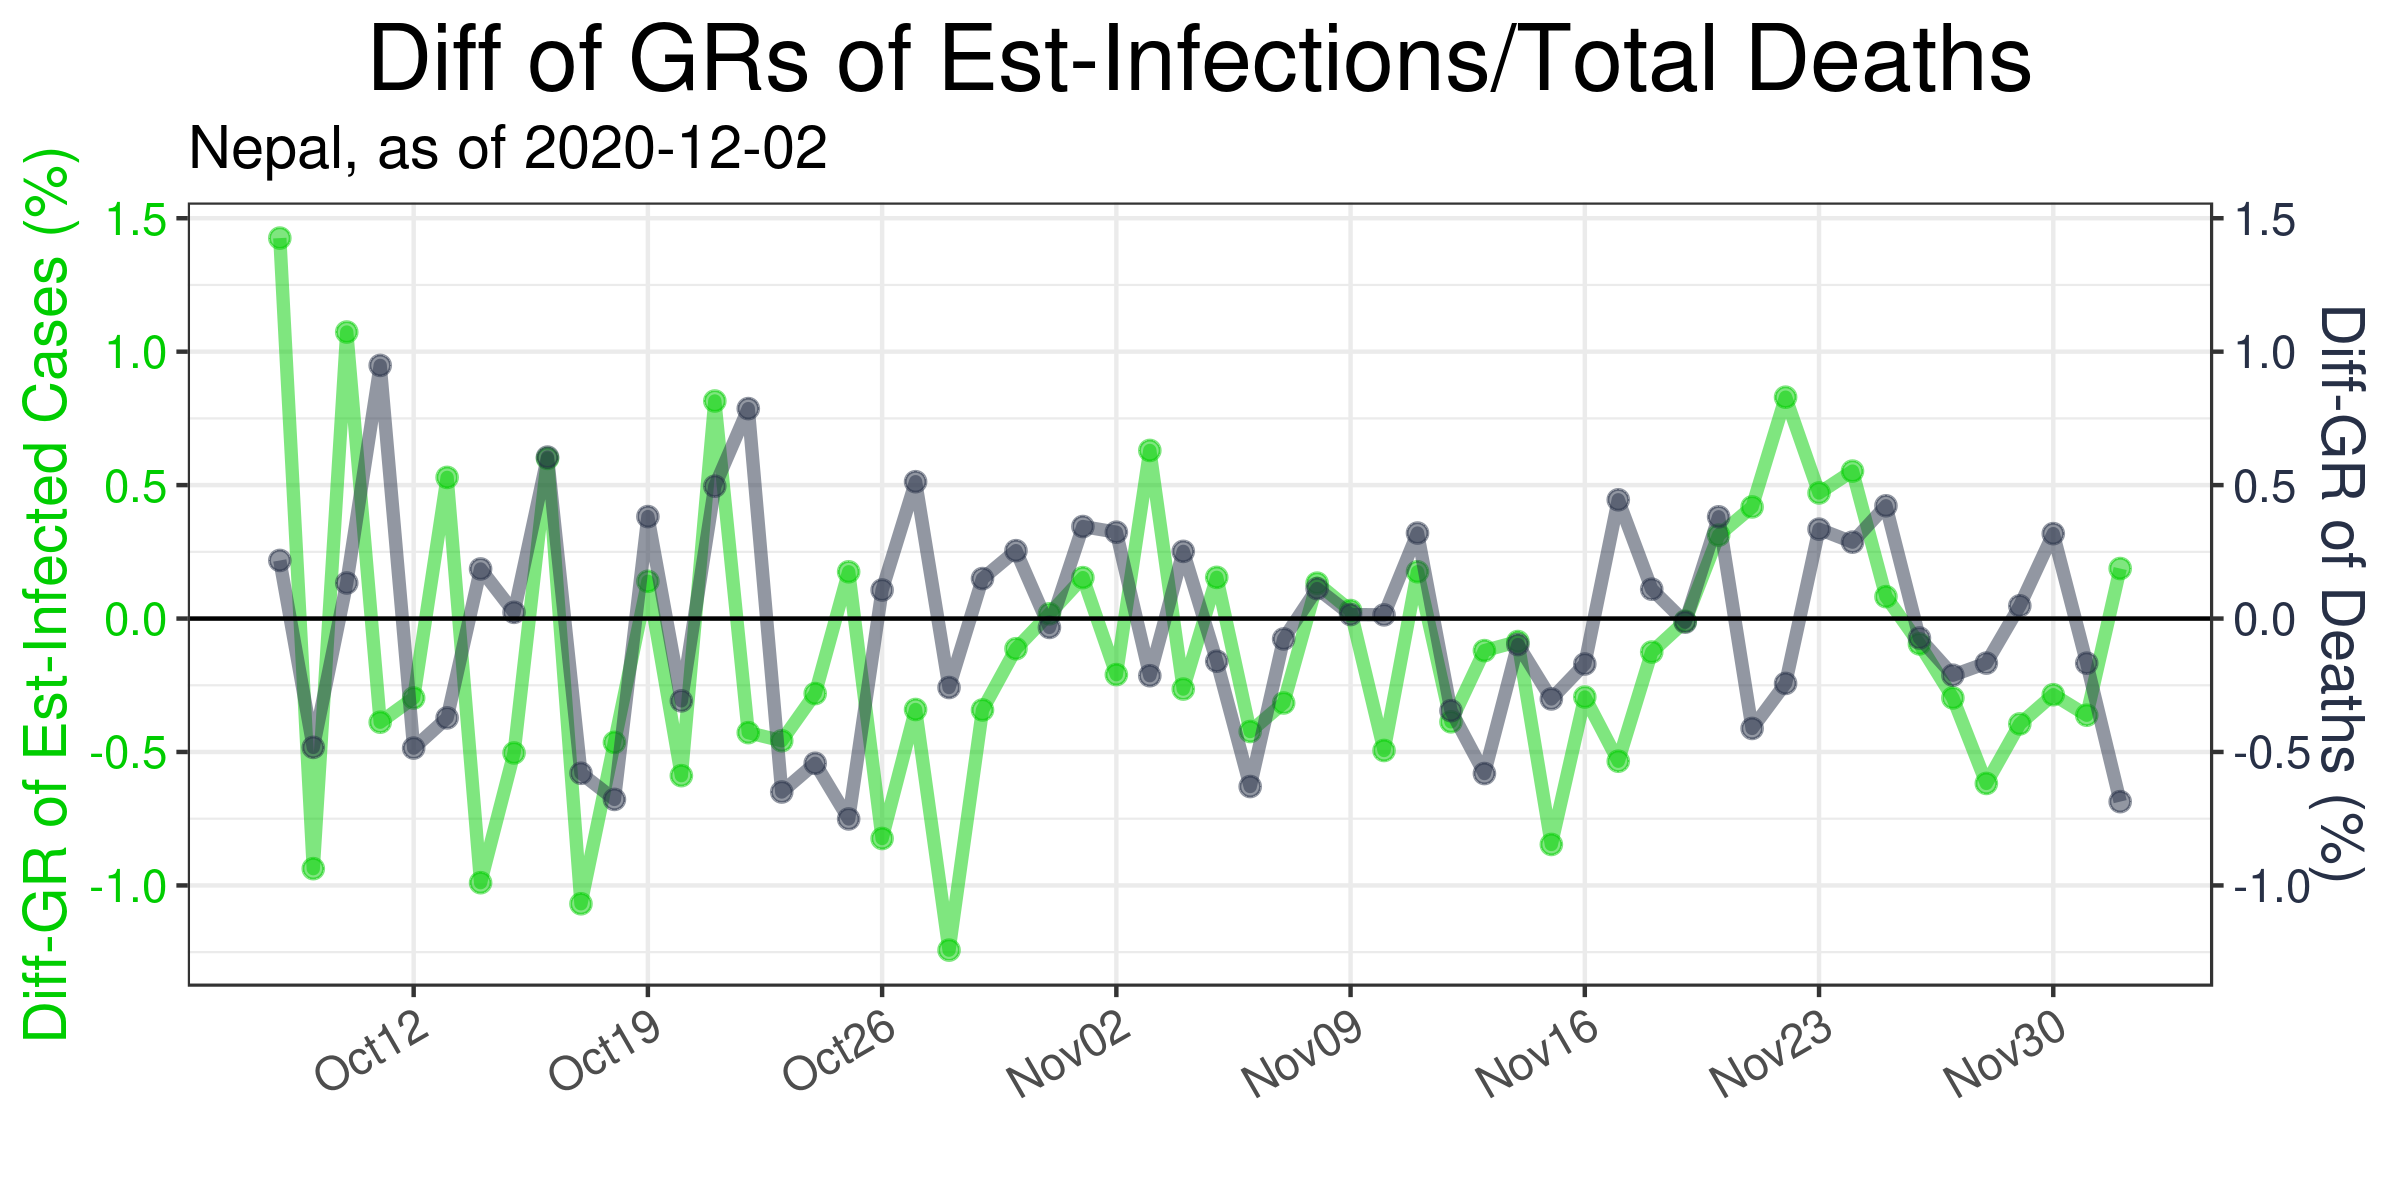 Diff of GRs of Est-Infections/Total Deaths
Nepal, as of 2020-12-02
Diff-GR of Est-Infected Cases (%)
1.5
1.0
0.5
0.0
-0.5
-1.0
1.5
1.0
0.5
0.0
-0.5
-1.0
Diff-GR of Deaths (%)
Oct12
Oct19
Oct26
Nov02
Nov09
Nov16
Nov23
Nov30